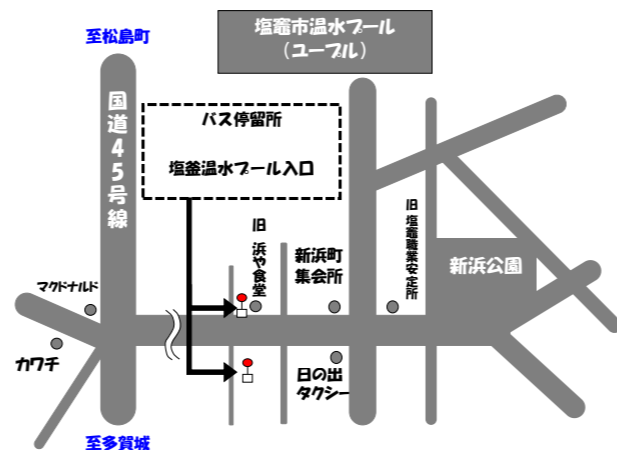 至松島町
塩竈市温水プール
(ユープル)
国道45号線
バス停留所
塩釜温水プール入口
旧 浜や食堂
新浜町
集会所
旧 塩竈職業安定所
新浜公園
マクドナルド
カワチ
日の出
タクシー
至多賀城